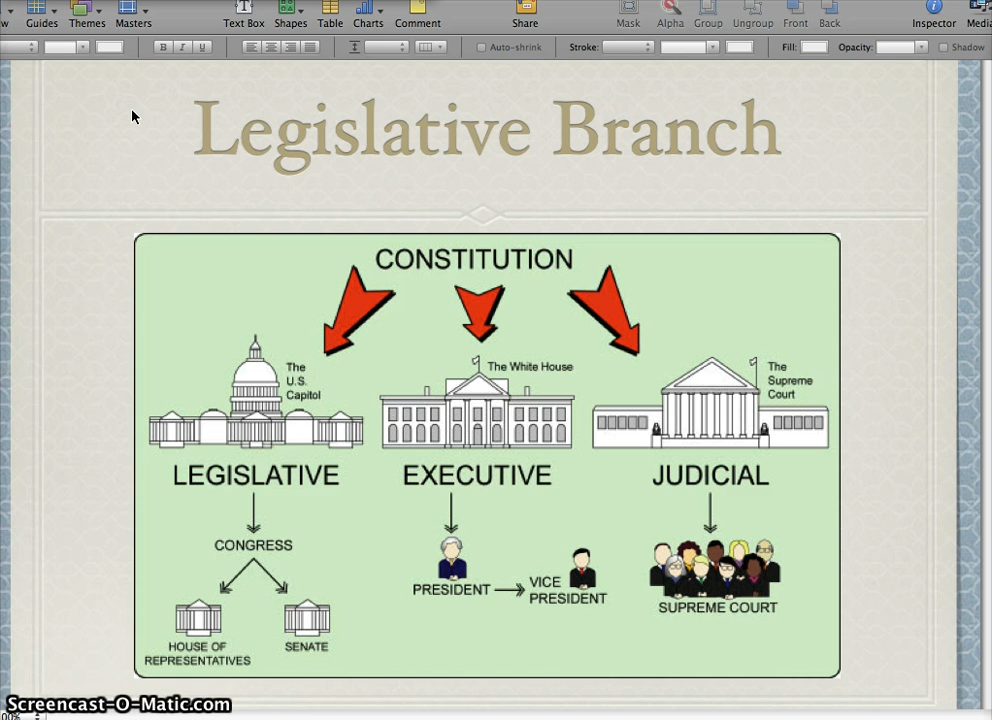 Guides Themes Masters Text Box Shapes Table Charts Comment Share Mask Alpha Group Ungroup Front Back Inspector
B I U Auto-shrink Stroke: Fill: Opacity: Shadow
Legislative Branch
CONSTITUTION
The
U.S.
Capitol
The White House
The
Supreme
Court
LEGISLATIVE
EXECUTIVE
JUDICIAL
CONGRESS
HOUSE OF
REPRESENTATIVES
SENATE
PRESIDENT
VICE
PRESIDENT
SUPREME COURT
Screencast-O-Matic.com